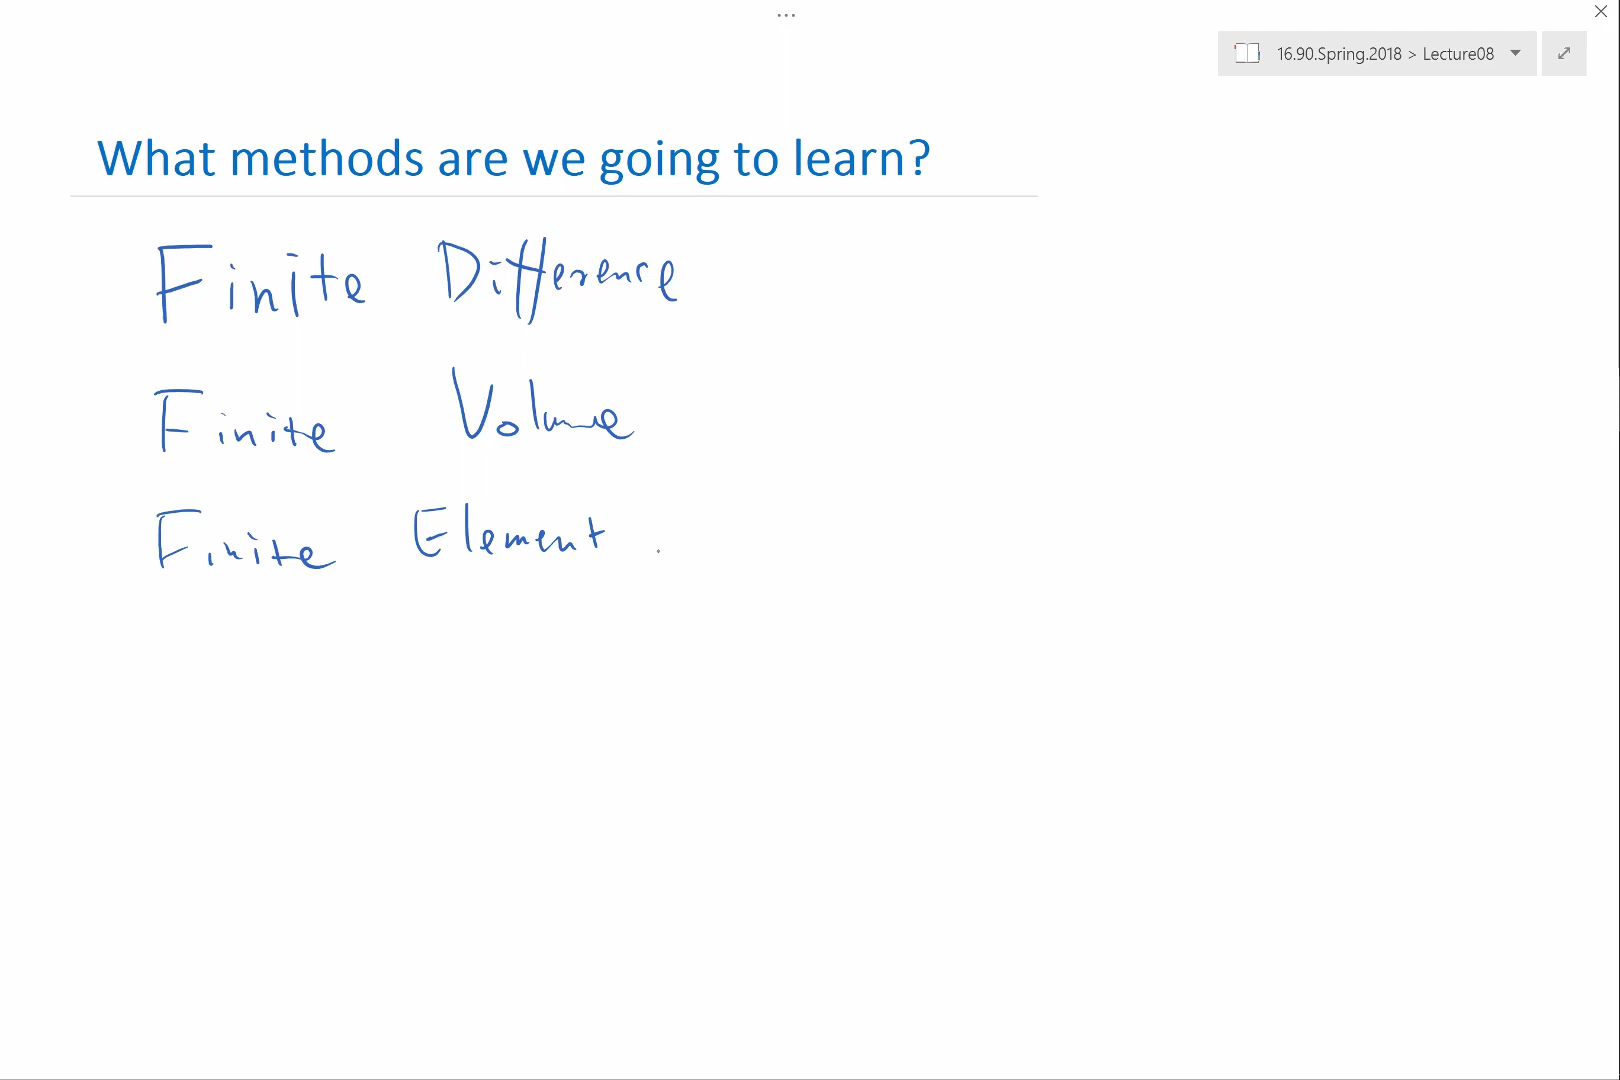 ...
16.90.Spring.2018 > Lecture08
What methods are we going to learn?
Finite Difference
Finite Volume
Finite Element